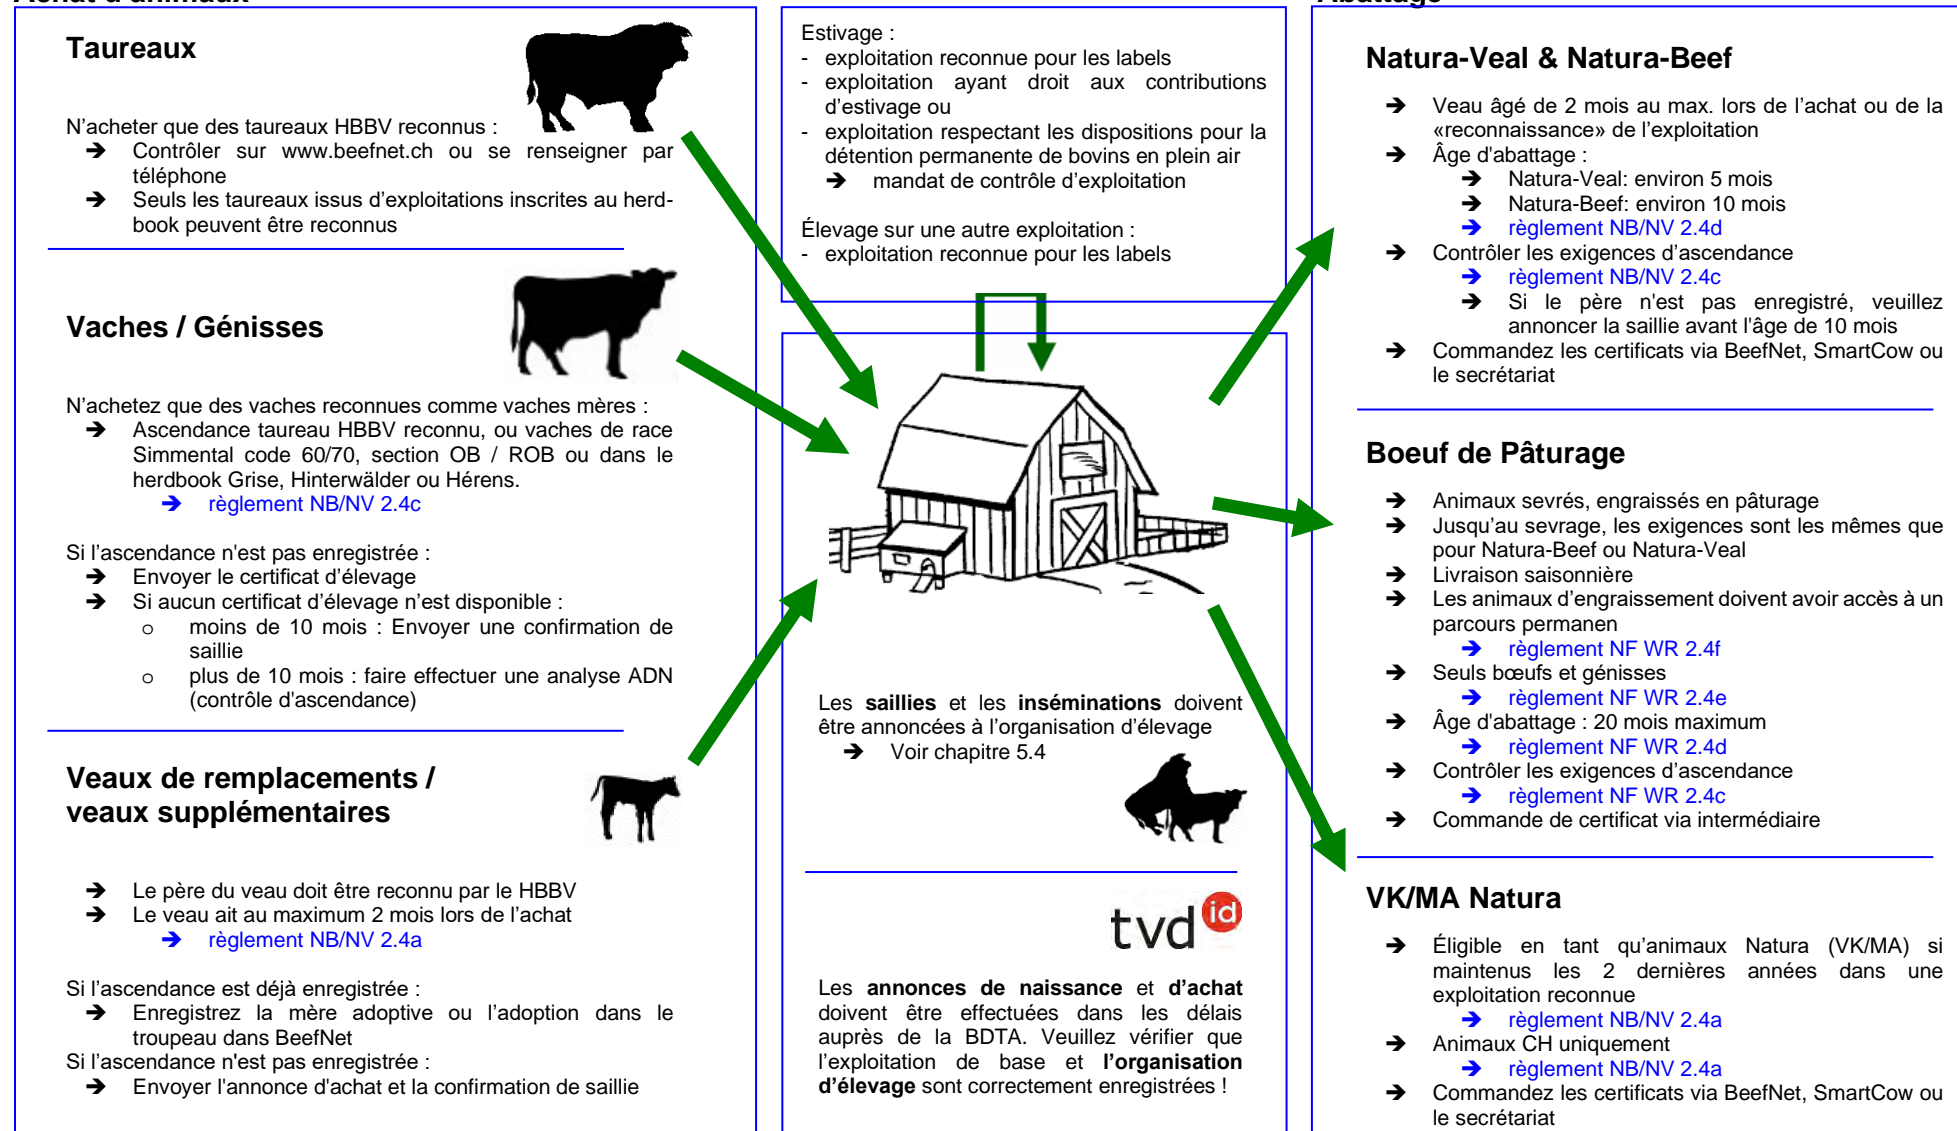 Achat d'animaux
Taureaux
N'acheter que des taureaux HBBV reconnus :
➔ Contrôler sur www.beefnet.ch ou se renseigner par
téléphone
➔ Seuls les taureaux issus d'exploitations inscrites au herd-
book peuvent être reconnus
Vaches / Génisses
N'achetez que des vaches reconnues comme vaches mères :
➔ Ascendance taureau HBBV reconnu, ou vaches de race
Simmental code 60/70, section OB / ROB ou dans le
herdbook Grise, Hinterwälder ou Hérens.
➔ règlement NB/NV 2.4c
Si l'ascendance n'est pas enregistrée :
➔ Envoyer le certificat d'élevage
➔ Si aucun certificat d'élevage n'est disponible :
o moins de 10 mois : Envoyer une confirmation de
saillie
o plus de 10 mois : faire effectuer une analyse ADN
(contrôle d'ascendance)
Veaux de remplacements /
veaux supplémentaires
➔ Le père du veau doit être reconnu par le HBBV
➔ Le veau ait au maximum 2 mois lors de l'achat
➔ règlement NB/NV 2.4a
Si l'ascendance est déjà enregistrée :
➔ Enregistrez la mère adoptive ou l'adoption dans le
troupeau dans BeefNet
Si l'ascendance n'est pas enregistrée :
➔ Envoyer l'annonce d'achat et la confirmation de saillie
Estivage :
- exploitation reconnue pour les labels
- exploitation ayant droit aux contributions
d'estivage ou
- exploitation respectant les dispositions pour la
détention permanente de bovins en plein air
➔ mandat de contrôle d'exploitation
Élevage sur une autre exploitation :
- exploitation reconnue pour les labels
Les saillies et les inséminations doivent
être annoncées à l'organisation d'élevage
➔ Voir chapitre 5.4
tvd id
Les annonces de naissance et d'achat
doivent être effectuées dans les délais
auprès de la BDTA. Veuillez vérifier que
l'exploitation de base et l'organisation
d'élevage sont correctement enregistrées !
Abattage
Natura-Veal & Natura-Beef
➔ Veau âgé de 2 mois au max. lors de l'achat ou de la
«reconnaissance» de l'exploitation
➔ Âge d'abattage :
➔ Natura-Veal: environ 5 mois
➔ Natura-Beef: environ 10 mois
➔ règlement NB/NV 2.4d
➔ Contrôler les exigences d'ascendance
➔ règlement NB/NV 2.4c
➔ Si le père n'est pas enregistré, veuillez
annoncer la saillie avant l'âge de 10 mois
➔ Commandez les certificats via BeefNet, SmartCow ou
le secrétariat
Boeuf de Pâturage
➔ Animaux sevrés, engraissés en pâturage
➔ Jusqu'au sevrage, les exigences sont les mêmes que
pour Natura-Beef ou Natura-Veal
➔ Livraison saisonnière
➔ Les animaux d'engraissement doivent avoir accès à un
parcours permanen
➔ règlement NF WR 2.4f
➔ Seuls bœufs et génisses
➔ règlement NF WR 2.4e
➔ Âge d'abattage : 20 mois maximum
➔ règlement NF WR 2.4d
➔ Contrôler les exigences d'ascendance
➔ règlement NF WR 2.4c
➔ Commande de certificat via intermédiaire
VK/MA Natura
➔ Éligible en tant qu'animaux Natura (VK/MA) si
maintenus les 2 dernières années dans une
exploitation reconnue
➔ règlement NB/NV 2.4a
➔ Animaux CH uniquement
➔ règlement NB/NV 2.4a
➔ Commandez les certificats via BeefNet, SmartCow ou
le secrétariat